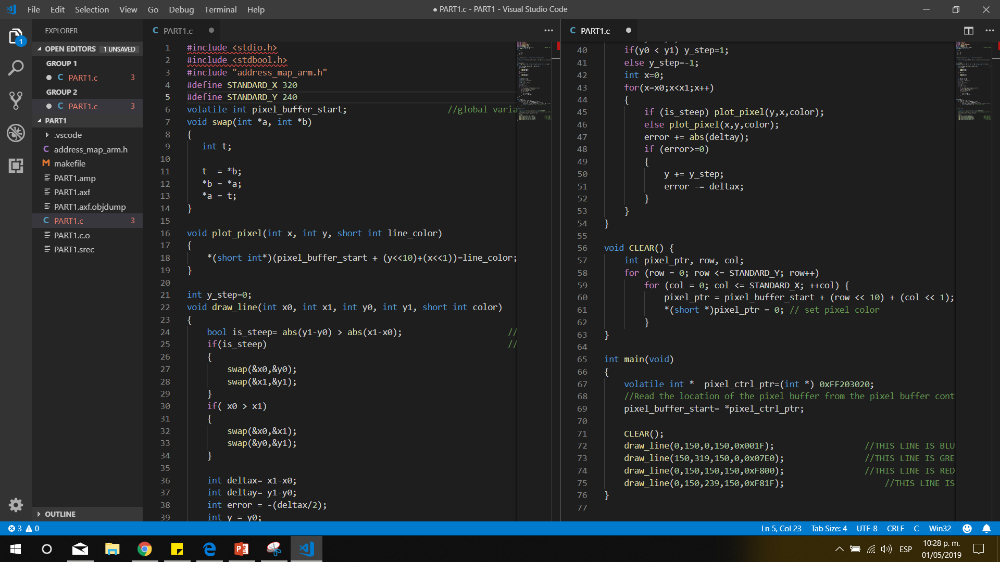 File Edit Selection View Go Debug Terminal Help
● PART1.c - PART1 - Visual Studio Code
EXPLORER
OPEN EDITORS 1 UNSAVED
GROUP 1
C PART1.c 3
GROUP 2
C PART1.c 3
PART1
.vscode
C address_map_arm.h
M makefile
PART1.amp
PART1.axf
PART1.axf.objdump
C PART1.c 3
PART1.c.o
PART1.srec
OUTLINE
1
C PART1.c
1 #include <stdio.h>
2 #include <stdbool.h>
3 #include "address_map_arm.h"
4 #define STANDARD_X 320
5 #define STANDARD_Y 240
6 volatile int pixel_buffer_start; //global varia
7 void swap(int *a, int *b)
8 {
9 int t;
10
11 t = *b;
12 *b = *a;
13 *a = t;
14 }
15
16 void plot_pixel(int x, int y, short int line_color)
17 {
18 *(short int*)(pixel_buffer_start + (y<<10)+(x<<1))=line_color;
19 }
20
21 int y_step=0;
22 void draw_line(int x0, int x1, int y0, int y1, short int color)
23 {
24 bool is_steep= abs(y1-y0) > abs(x1-x0); //
25 if(is_steep) //
26 {
27 swap(&x0,&y0);
28 swap(&x1,&y1);
29 }
30 if( x0 > x1)
31 {
32 swap(&x0,&x1);
33 swap(&y0,&y1);
34 }
35
36 int deltax= x1-x0;
37 int deltay= y1-y0;
38 int error = -(deltax/2);
39 int y = y0;
C PART1.c
40 if(y0 < y1) y_step=1;
41 else y_step=-1;
42 int x=0;
43 for(x=x0;x<x1;x++)
44 {
45 if (is_steep) plot_pixel(y,x,color);
46 else plot_pixel(x,y,color);
47 error += abs(deltay);
48 if (error>=0)
49 {
50 y += y_step;
51 error -= deltax;
52 }
53 }
54 }
55
56 void CLEAR() {
57 int pixel_ptr, row, col;
58 for (row = 0; row <= STANDARD_Y; row++)
59 for (col = 0; col <= STANDARD_X; ++col) {
60 pixel_ptr = pixel_buffer_start + (row << 10) + (col << 1);
61 *(short *)pixel_ptr = 0; // set pixel color
62 }
63 }
64
65 int main(void)
66 {
67 volatile int * pixel_ctrl_ptr=(int *) 0xFF203020;
68 //Read the location of the pixel buffer from the pixel buffer cont
69 pixel_buffer_start= *pixel_ctrl_ptr;
70
71 CLEAR();
72 draw_line(0,150,0,150,0x001F); //THIS LINE IS BLU
73 draw_line(150,319,150,0,0x07E0); //THIS LINE IS GRE
74 draw_line(0,150,150,150,0xF800); //THIS LINE IS RED
75 draw_line(0,150,239,150,0xF81F); //THIS LINE IS
76 }
77
3 0 Ln 5, Col 23 Tab Size: 4 UTF-8 CRLF C Win32
ESP
10:28 p. m.
01/05/2019